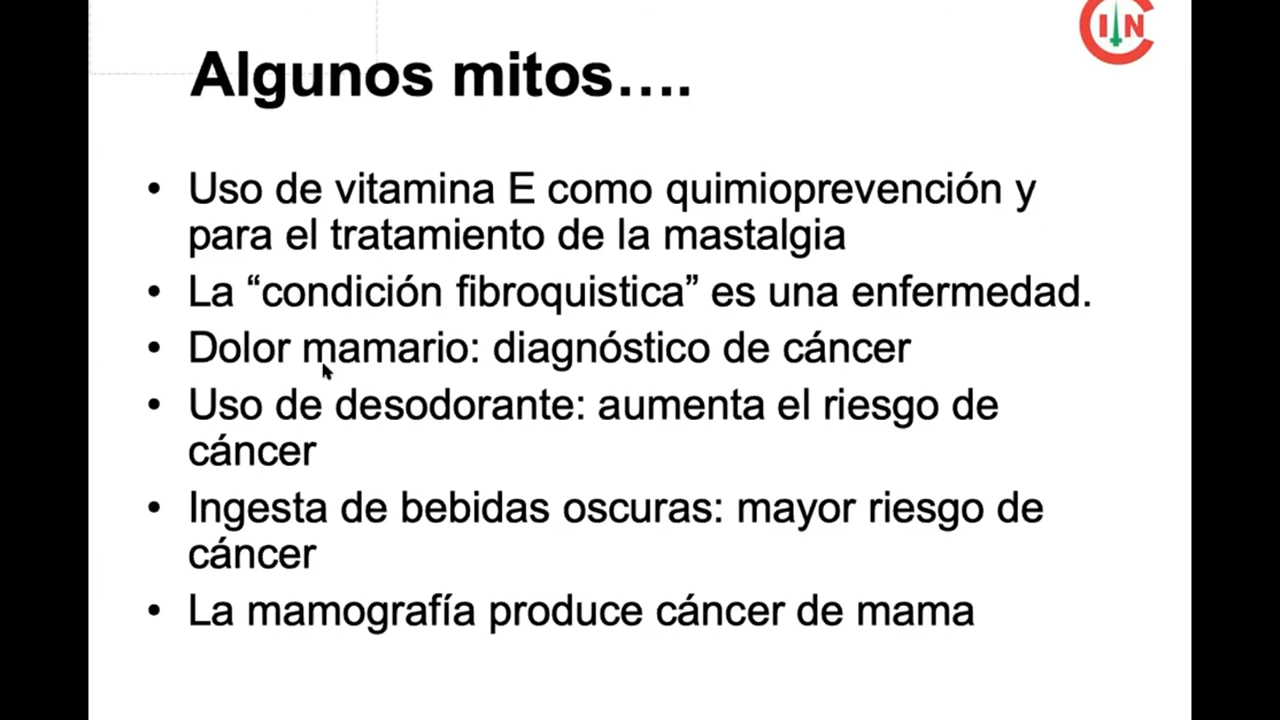 CIN
Algunos mitos….
• Uso de vitamina E como quimioprevención y
para el tratamiento de la mastalgia
• La “condición fibroquistica” es una enfermedad.
• Dolor mamario: diagnóstico de cáncer
• Uso de desodorante: aumenta el riesgo de
cáncer
• Ingesta de bebidas oscuras: mayor riesgo de
cáncer
• La mamografía produce cáncer de mama